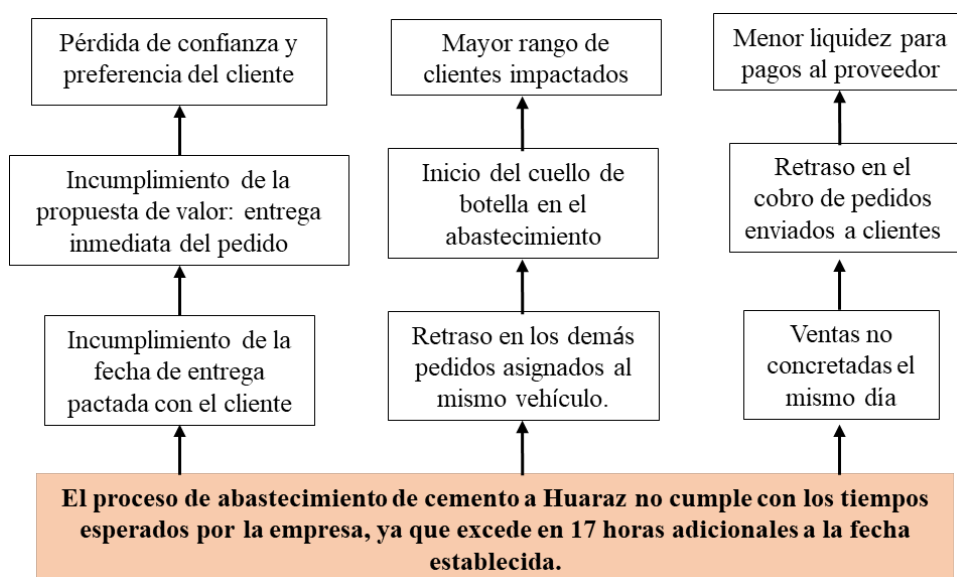 Pérdida de confianza y
preferencia del cliente
Mayor rango de
clientes impactados
Menor liquidez para
pagos al proveedor
Incumplimiento de la
propuesta de valor: entrega
inmediata del pedido
Inicio del cuello de
botella en el
abastecimiento
Retraso en el
cobro de pedidos
enviados a clientes
Incumplimiento de la
fecha de entrega
pactada con el cliente
Retraso en los demás
pedidos asignados al
mismo vehículo.
Ventas no
concretadas el
mismo día
El proceso de abastecimiento de cemento a Huaraz no cumple con los tiempos
esperados por la empresa, ya que excede en 17 horas adicionales a la fecha
establecida.